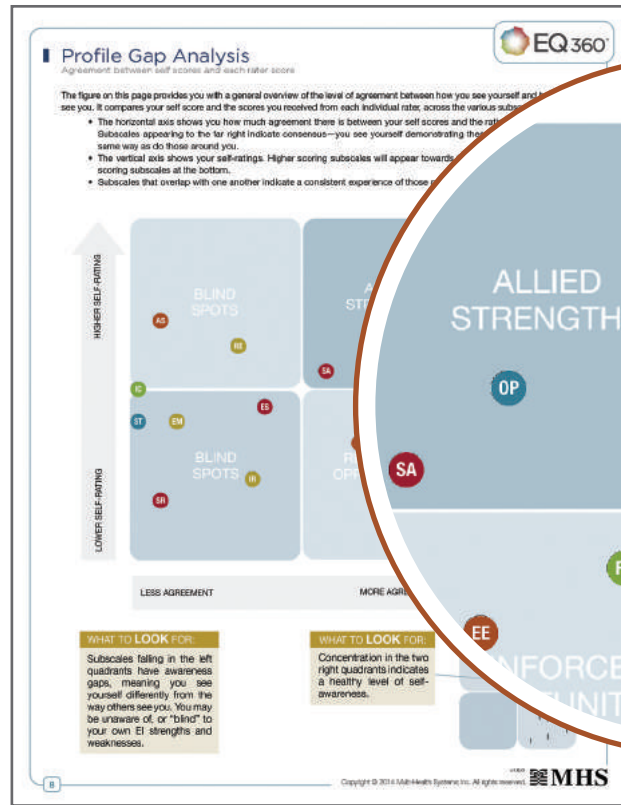 EQ360
Profile Gap Analysis
Agreement between self scores and each rater score
The figure on this page provides you with a general overview of the level of agreement between how you see yourself and
see you. It compares your self score and the scores you received from each individual rater, across the various
• The horizontal axis shows you how much agreement there is between your self scores and the
Subscales appearing to the far right indicate consensus—you see yourself demonstrating
same way as do those around you.
• The vertical axis shows your self-ratings. Higher scoring subscales will appear towards
scoring subscales at the bottom.
• Subscales that overlap with one another indicate a consistent experience of those
HIGHER SELF-RATING
LOWER SELF-RATING
BLIND
SPOTS
AS
RE
SA
IC
ST
EM
ES
BLIND
SPOTS
IR
SR
ALLIED
STRENGTH
OP
SA
EE
NFORCE
UNIT
LESS AGREEMENT
MORE
WHAT TO LOOK FOR:
Subscales falling in the left
quadrants have awareness
gaps, meaning you see
yourself differently from the
way others see you. You may
be unaware of, or "blind" to
your own EI strengths and
weaknesses.
WHAT TO LOOK FOR:
Concentration in the two
right quadrants indicates
a healthy level of self-
awareness.
8
Copyright © 2014 Multi-Health Systems Inc. All rights reserved.
MHS